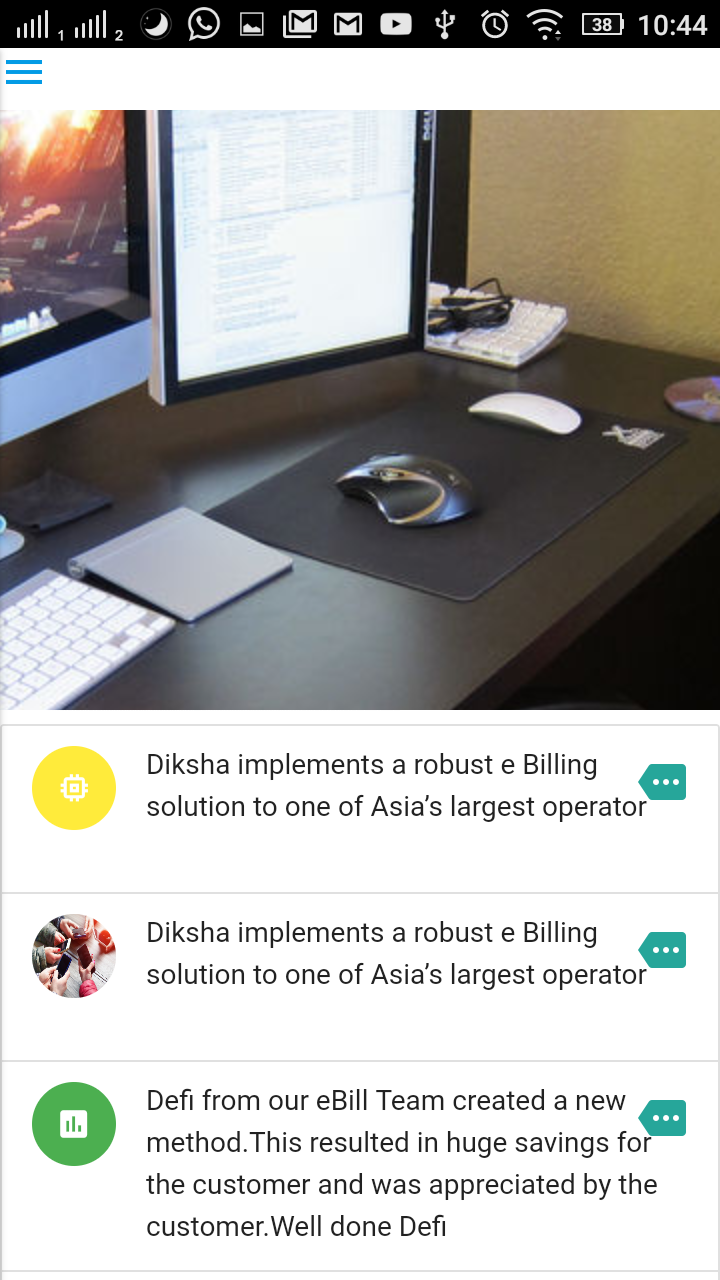 1 2 38 10:44
DELL
Diksha implements a robust e Billing
solution to one of Asia’s largest operator
Diksha implements a robust e Billing
solution to one of Asia’s largest operator
Defi from our eBill Team created a new
method.This resulted in huge savings for
the customer and was appreciated by the
customer.Well done Defi